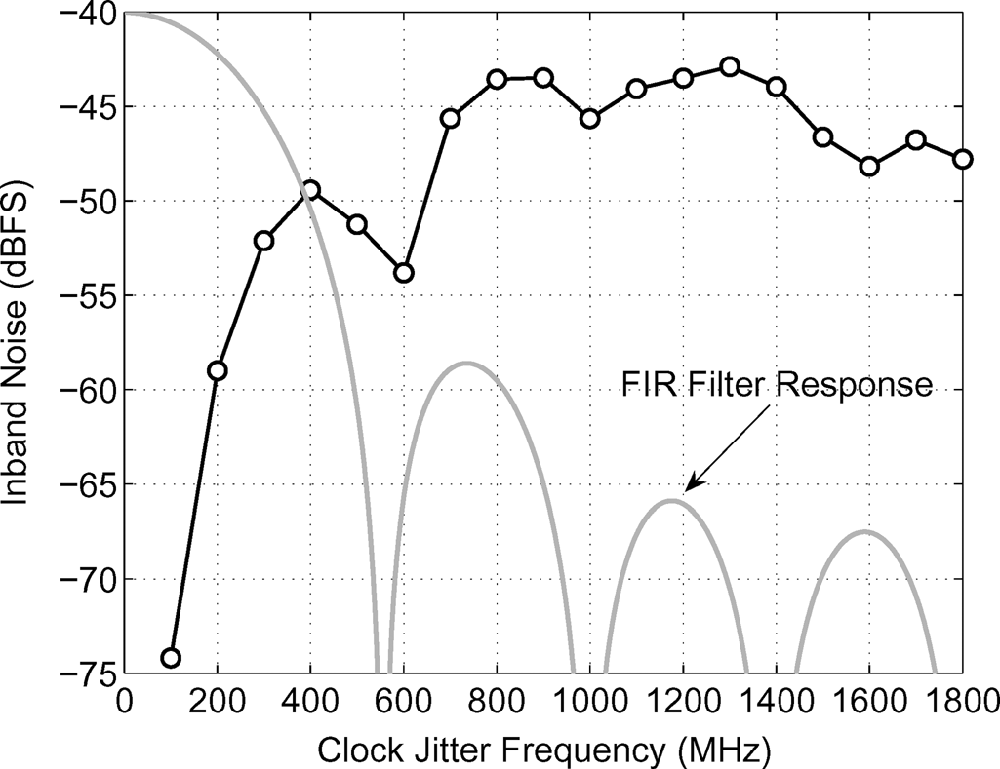 −40
−45
−50
−55
−60
−65
−70
−75
Inband Noise (dBFS)
FIR Filter Response
0 200 400 600 800 1000 1200 1400 1600 1800
Clock Jitter Frequency (MHz)